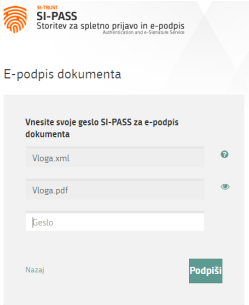 SI-TRUST
SI-PASS
Storitev za spletno prijavo in e-podpis
Authentication and e-Signature Service
E-podpis dokumenta
Vnesite svoje geslo SI-PASS za e-podpis
dokumenta
Vloga.xml
Vloga.pdf
Geslo
Nazaj
Podpiši